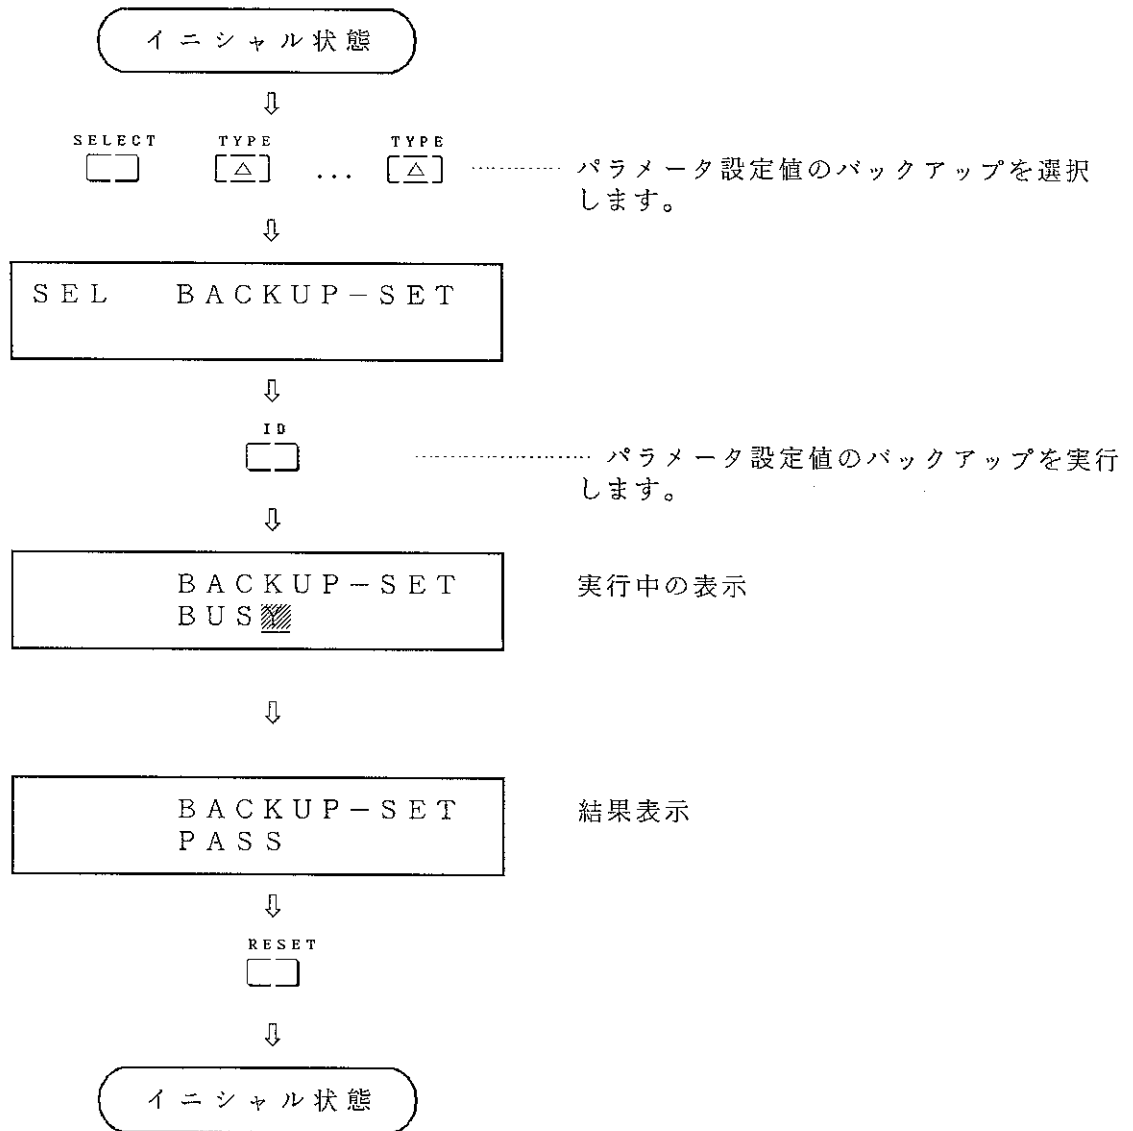 イニシャル状態
⇩
SELECT TYPE TYPE
△ ... △ ……… パラメータ設定値のバックアップを選択
します。
⇩
SEL BACKUP－SET
⇩
ID
……………… パラメータ設定値のバックアップを実行
します。
⇩
BACKUP－SET 実行中の表示
BUSY
⇩
BACKUP－SET 結果表示
PASS
⇩
RESET
⇩
イニシャル状態